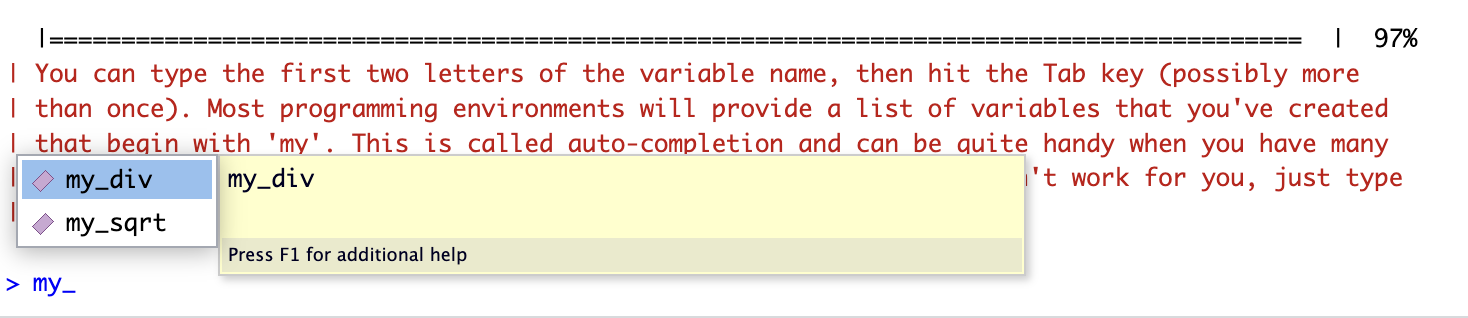 |======================================================================================= | 97%
| You can type the first two letters of the variable name, then hit the Tab key (possibly more
| than once). Most programming environments will provide a list of variables that you've created
| that begin with 'my'. This is called auto-completion and can be quite handy when you have many
| 't work for you, just type
|
my_div
my_sqrt
my_div
Press F1 for additional help
> my_